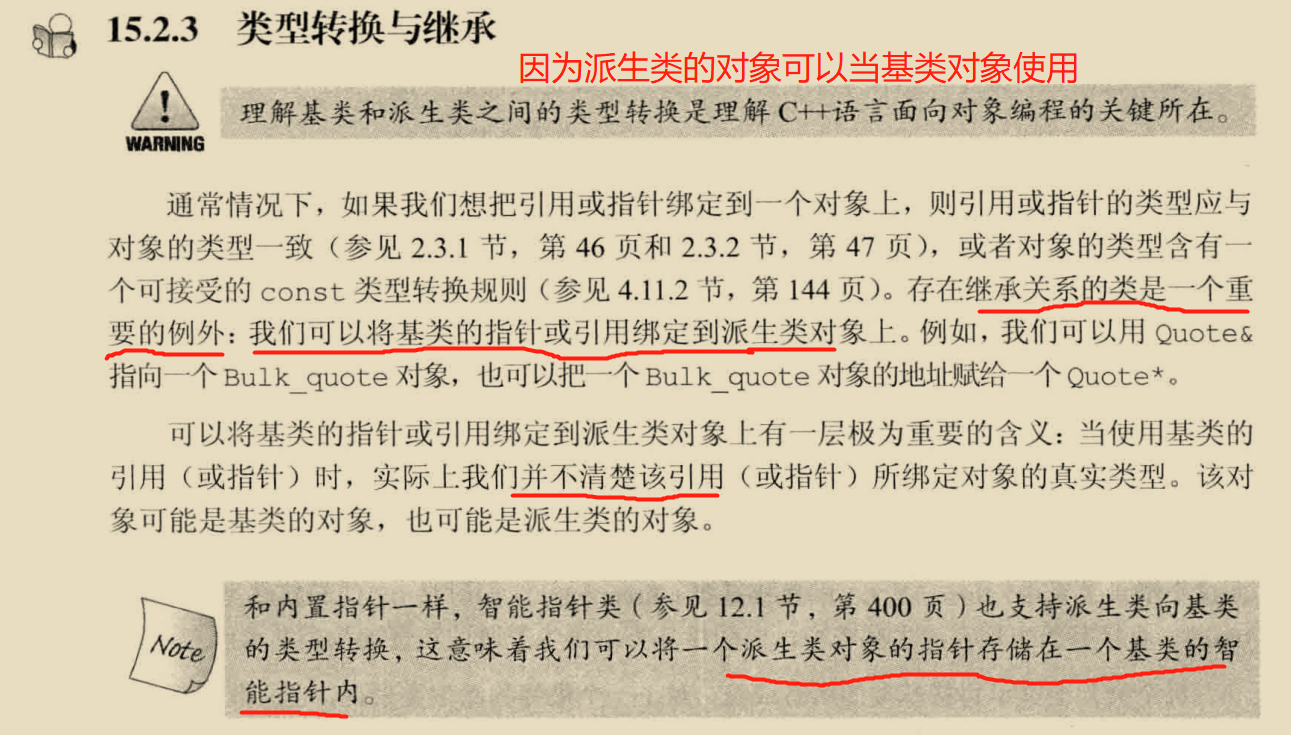 15.2.3 类型转换与继承
因为派生类的对象可以当基类对象使用
理解基类和派生类之间的类型转换是理解 C++语言面向对象编程的关键所在。
WARNING
通常情况下，如果我们想把引用或指针绑定到一个对象上，则引用或指针的类型应与
对象的类型一致（参见 2.3.1 节，第 46 页和 2.3.2 节，第 47 页），或者对象的类型含有一
个可接受的 const 类型转换规则（参见 4.11.2 节，第 144 页）。存在继承关系的类是一个重
要的例外：我们可以将基类的指针或引用绑定到派生类对象上。例如，我们可以用 Quote&
指向一个 Bulk_quote 对象，也可以把一个 Bulk_quote 对象的地址赋给一个 Quote*。
可以将基类的指针或引用绑定到派生类对象上有一层极为重要的含义：当使用基类的
引用（或指针）时，实际上我们并不清楚该引用（或指针）所绑定对象的真实类型。该对
象可能是基类的对象，也可能是派生类的对象。
和内置指针一样，智能指针类（参见 12.1 节，第 400 页）也支持派生类向基类
Note
的类型转换，这意味着我们可以将一个派生类对象的指针存储在一个基类的智
能指针内。